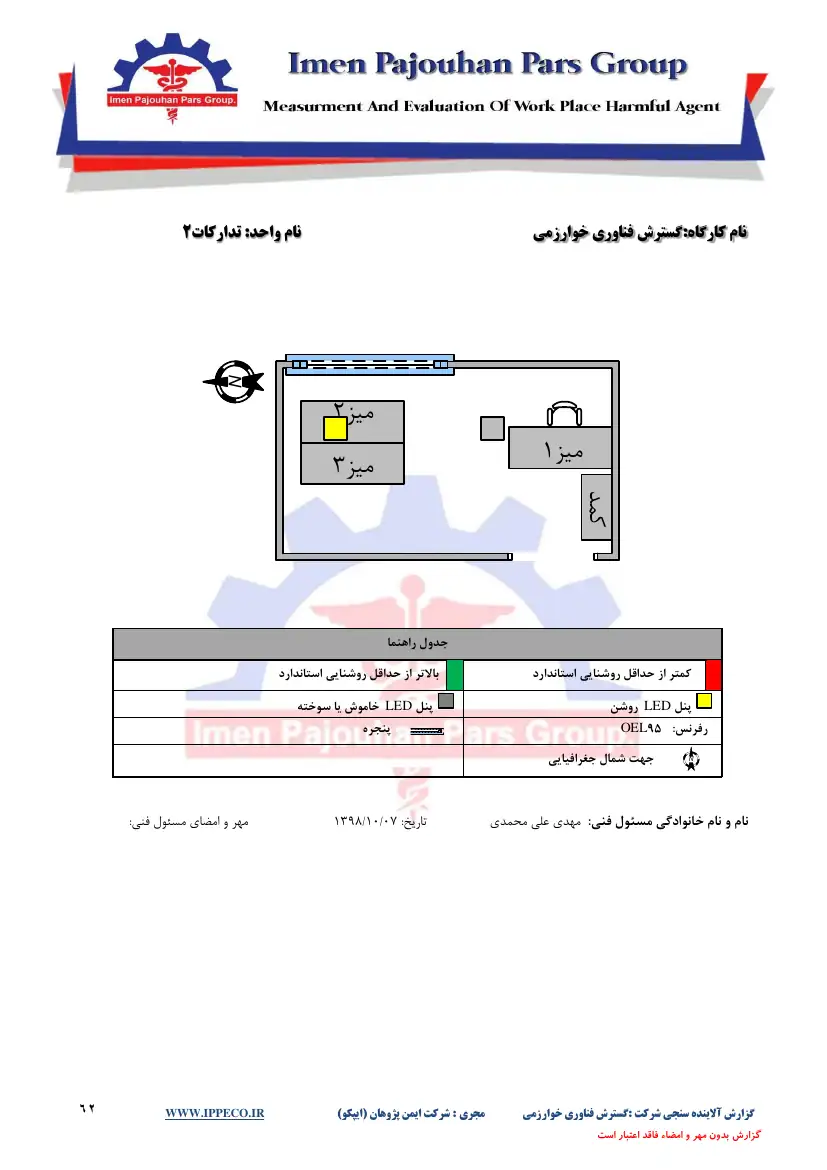 Imen Pajouhan Pars Group
Imen Pajouhan Pars Group.
Measurment And Evaluation Of Work Place Harmful Agent
نام کارگاه:گسترش فناوری خوارزمی نام واحد: تدارکات۲
N
میز۲
میز۱
میز۳
کمد
جدول راهنما
کمتر از حداقل روشنایی استاندارد بالاتر از حداقل روشنایی استاندارد
پنل LED روشن پنل LED خاموش یا سوخته
رفرنس: OEL۹۵ پنجره
Imen Pajouhan Pars Group.
جهت شمال جغرافیایی
نام و نام خانوادگی مسئول فنی: مهدی علی محمدی تاریخ: ۱۳۹۸/۱۰/۰۷ مهر و امضای مسئول فنی:
گزارش آلاینده سنجی شرکت :گسترش فناوری خوارزمی مجری : شرکت ایمن پژوهان (ایپکو) WWW.IPPECO.IR ۶۲
گزارش بدون مهر و امضاء فاقد اعتبار است